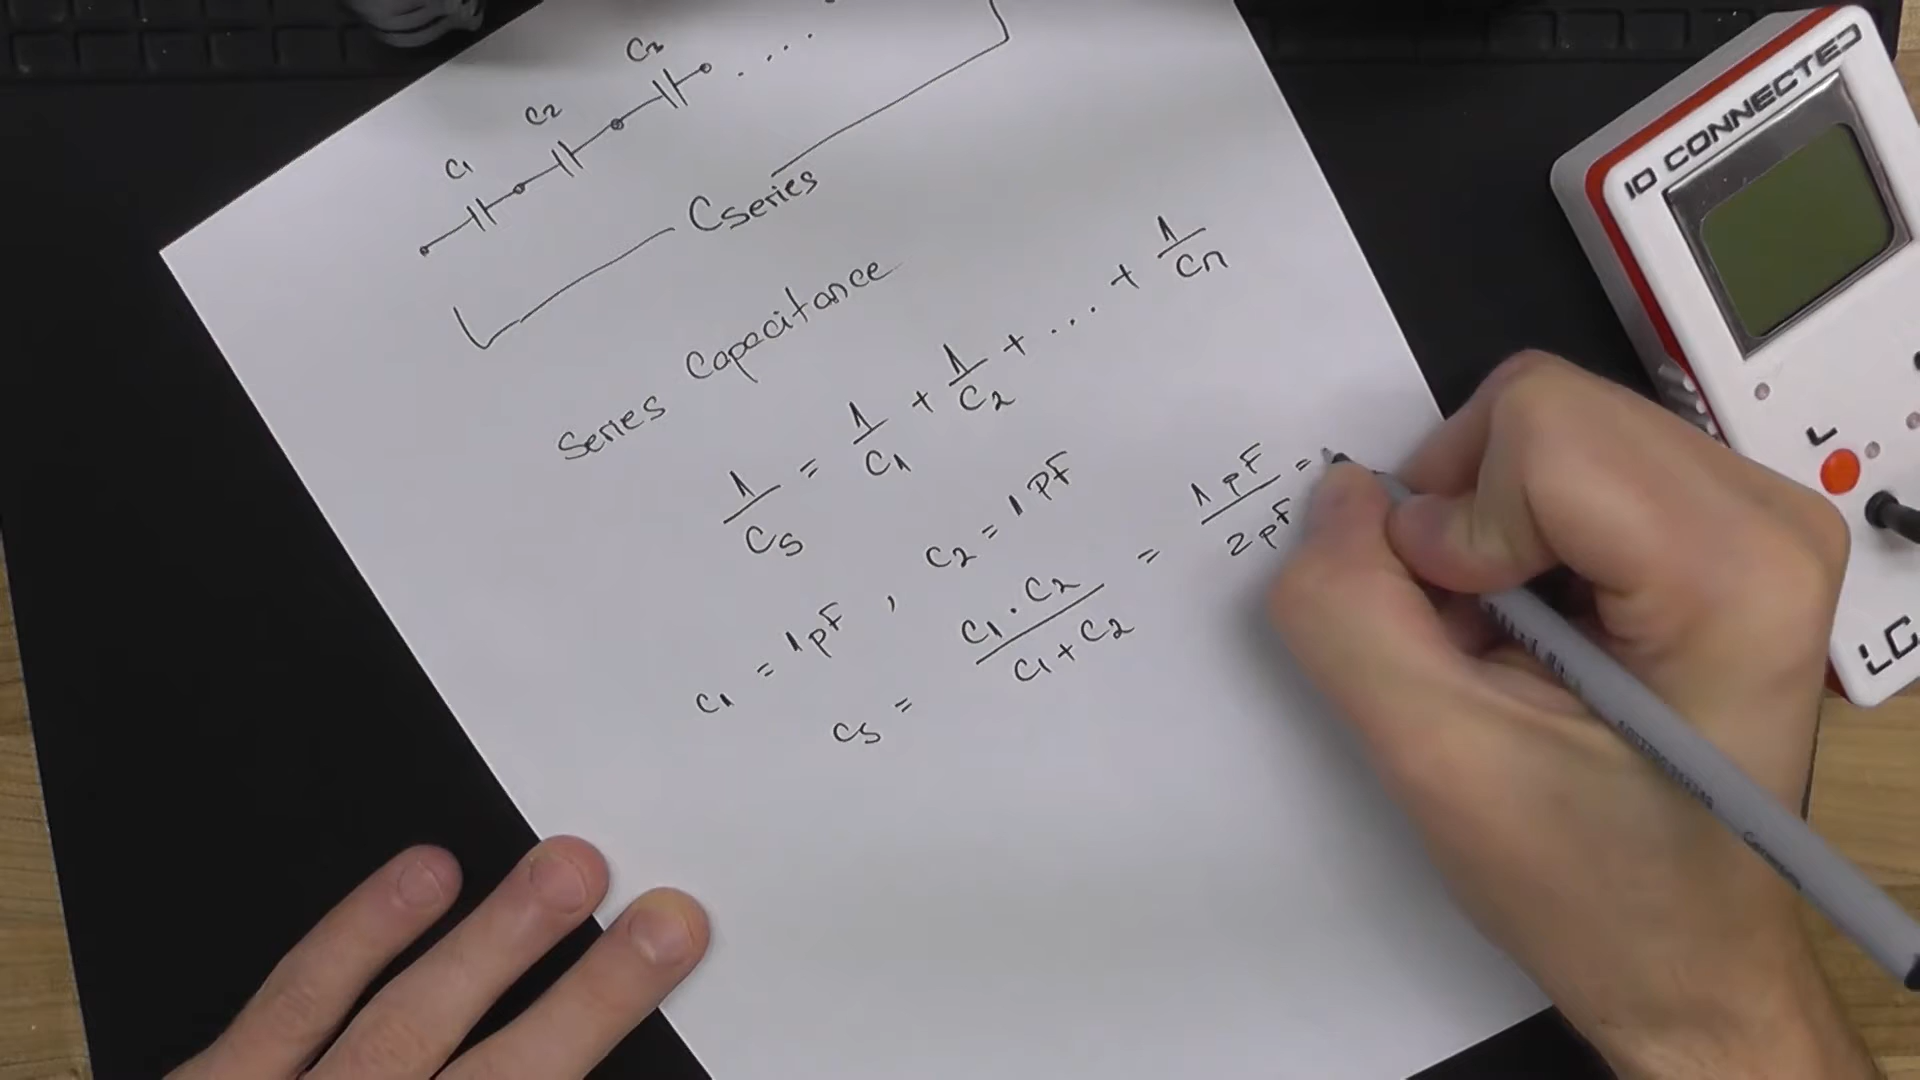 C1
C2
C3
....
Cseries
Series Capacitance
1/Cs = 1/C1 + 1/C2 + ... + 1/Cn
C1 = 1pF , C2 = 1pF
Cs = C1 . C2 / C1 + C2 = 1pF / 2pF =
IO CONNECTED
L
LC